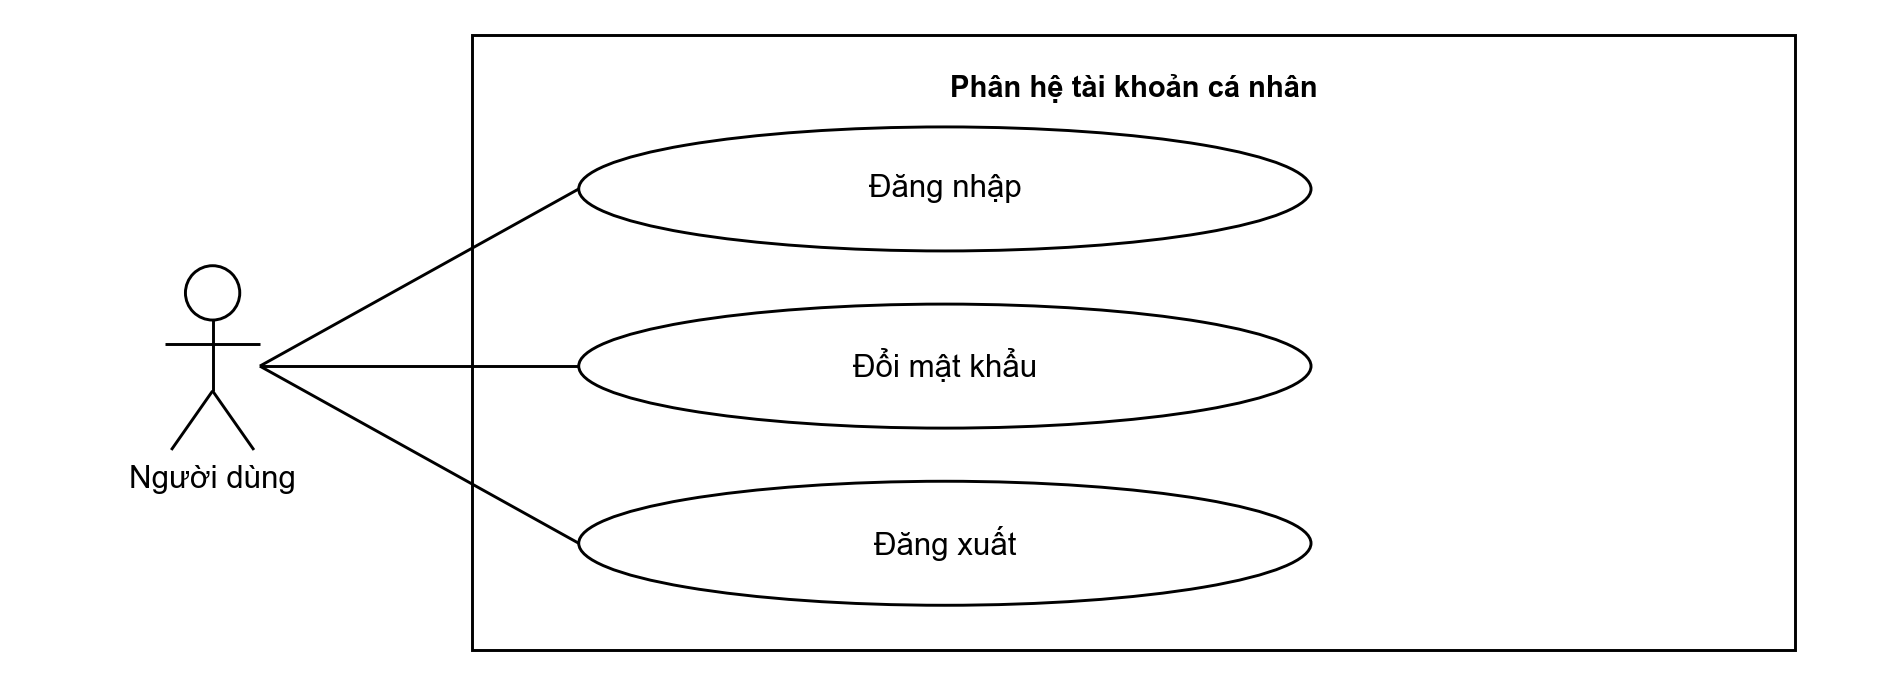 Phân hệ tài khoản cá nhân
Đăng nhập
Đổi mật khẩu
Người dùng
Đăng xuất